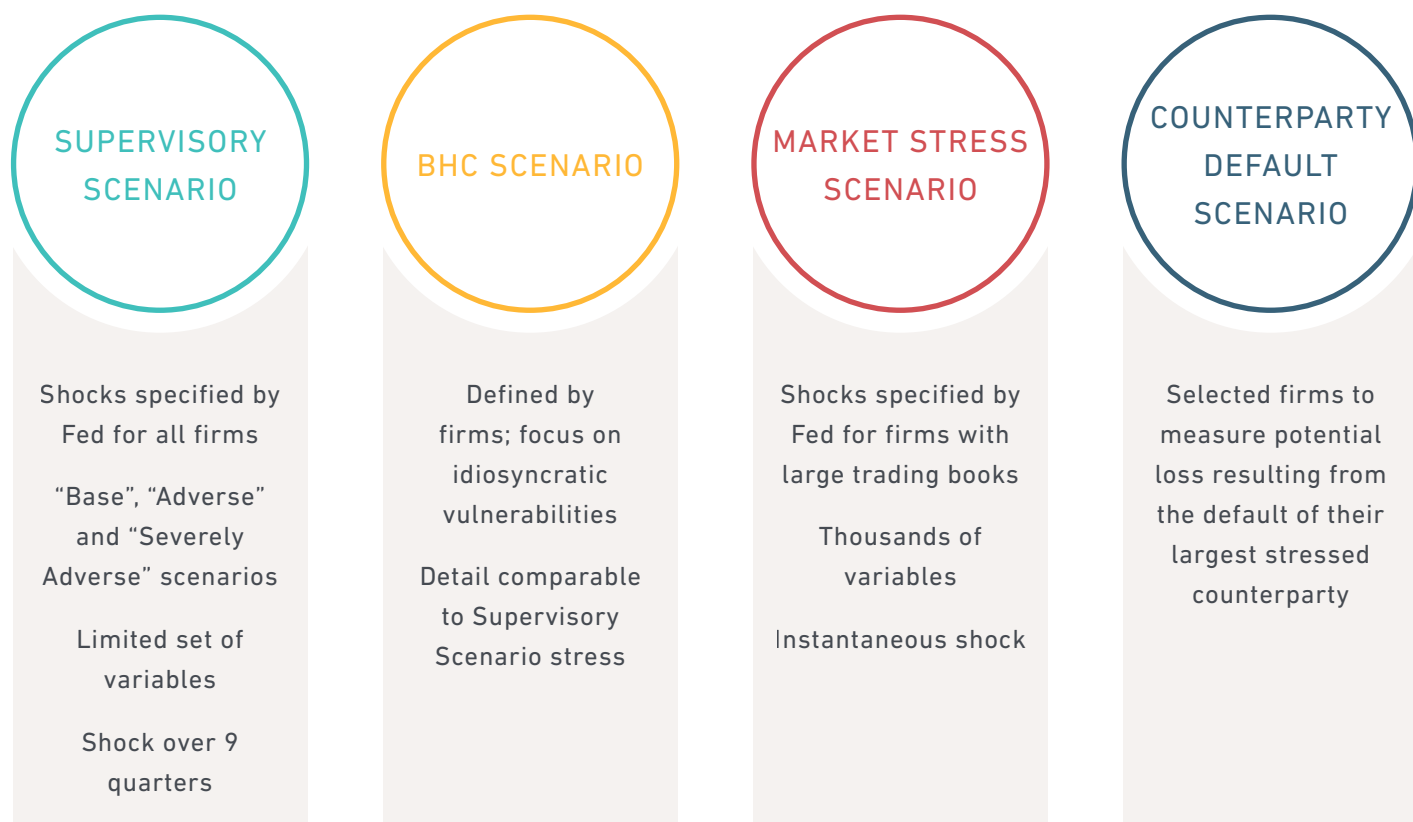 SUPERVISORY
SCENARIO
Shocks specified by
Fed for all firms
“Base”, “Adverse”
and “Severely
Adverse” scenarios
Limited set of
variables
Shock over 9
quarters
BHC SCENARIO
Defined by
firms; focus on
idiosyncratic
vulnerabilities
Detail comparable
to Supervisory
Scenario stress
MARKET STRESS
SCENARIO
Shocks specified by
Fed for firms with
large trading books
Thousands of
variables
Instantaneous shock
COUNTERPARTY
DEFAULT
SCENARIO
Selected firms to
measure potential
loss resulting from
the default of their
largest stressed
counterparty